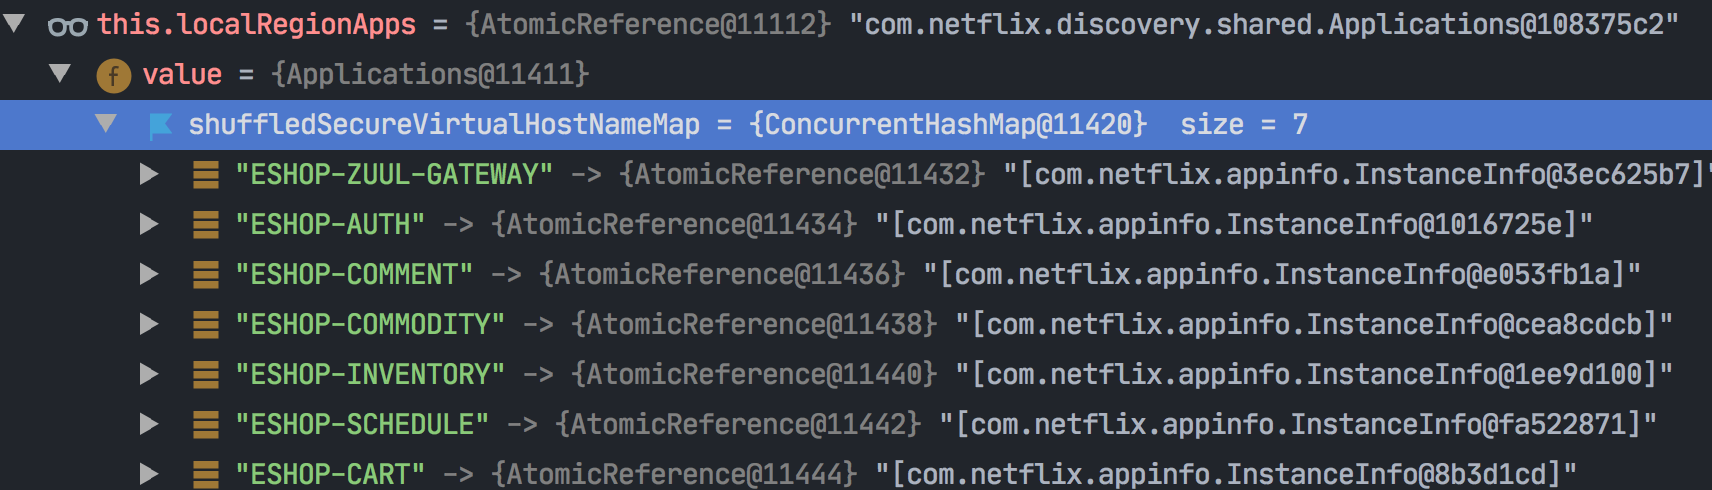 this.localRegionApps = {AtomicReference@11112} "com.netflix.discovery.shared.Applications@108375c2"
f value = {Applications@11411}
shuffledSecureVirtualHostNameMap = {ConcurrentHashMap@11420} size = 7
"ESHOP-ZUUL-GATEWAY" -> {AtomicReference@11432} "[com.netflix.appinfo.InstanceInfo@3ec625b7]"
"ESHOP-AUTH" -> {AtomicReference@11434} "[com.netflix.appinfo.InstanceInfo@1016725e]"
"ESHOP-COMMENT" -> {AtomicReference@11436} "[com.netflix.appinfo.InstanceInfo@e053fb1a]"
"ESHOP-COMMODITY" -> {AtomicReference@11438} "[com.netflix.appinfo.InstanceInfo@cea8cdcb]"
"ESHOP-INVENTORY" -> {AtomicReference@11440} "[com.netflix.appinfo.InstanceInfo@1ee9d100]"
"ESHOP-SCHEDULE" -> {AtomicReference@11442} "[com.netflix.appinfo.InstanceInfo@fa522871]"
"ESHOP-CART" -> {AtomicReference@11444} "[com.netflix.appinfo.InstanceInfo@8b3d1cd]"